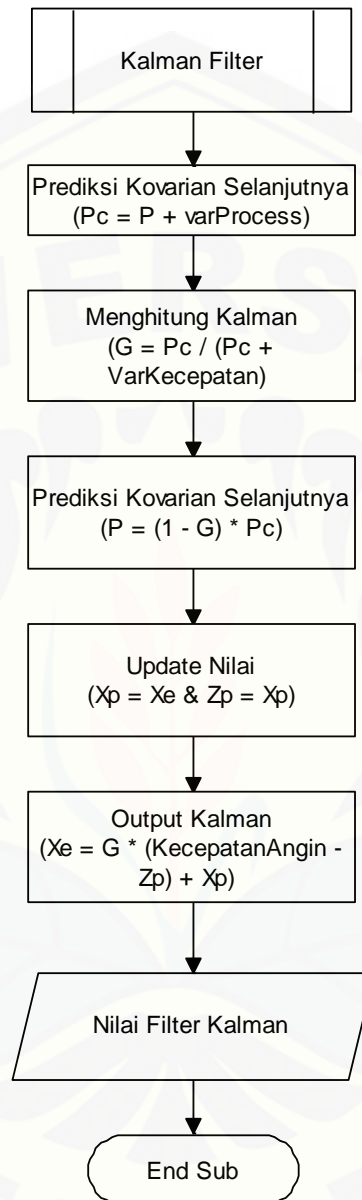 Kalman Filter
Prediksi Kovarian Selanjutnya
(Pc = P + varProcess)
Menghitung Kalman
(G = Pc / (Pc +
VarKecepatan)
Prediksi Kovarian Selanjutnya
(P = (1 - G) * Pc)
Update Nilai
(Xp = Xe & Zp = Xp)
Output Kalman
(Xe = G * (KecepatanAngin -
Zp) + Xp)
Nilai Filter Kalman
End Sub